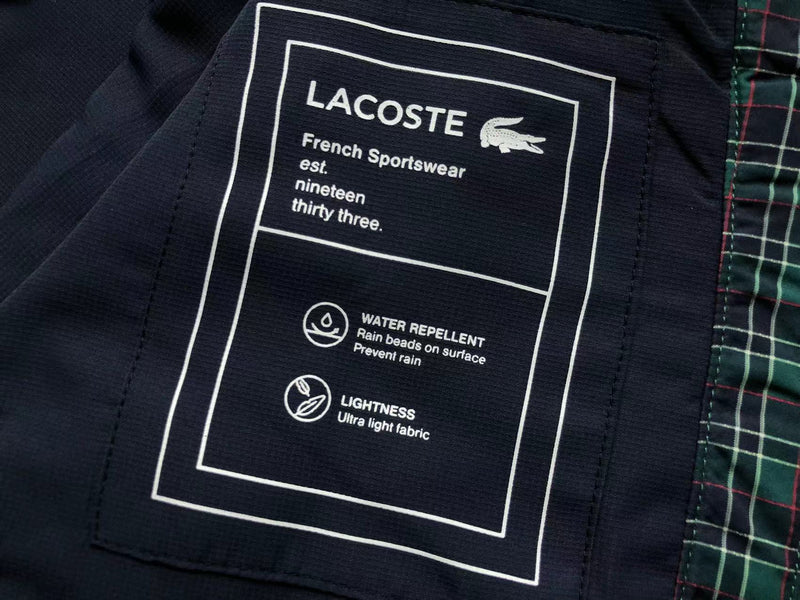 LACOSTE
French Sportswear
est.
nineteen
thirty three.
WATER REPELLENT
Rain beads on surface
Prevent rain
LIGHTNESS
Ultra light fabric